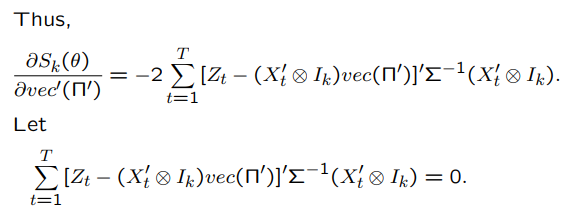 Thus,
∂S_k(θ)/∂vec′(Π′) = −2 ∑_{t=1}^{T} [Z_t − (X′_t ⊗ I_k)vec(Π′)]′Σ^{−1}(X′_t ⊗ I_k).
Let
∑_{t=1}^{T} [Z_t − (X′_t ⊗ I_k)vec(Π′)]′Σ^{−1}(X′_t ⊗ I_k) = 0.